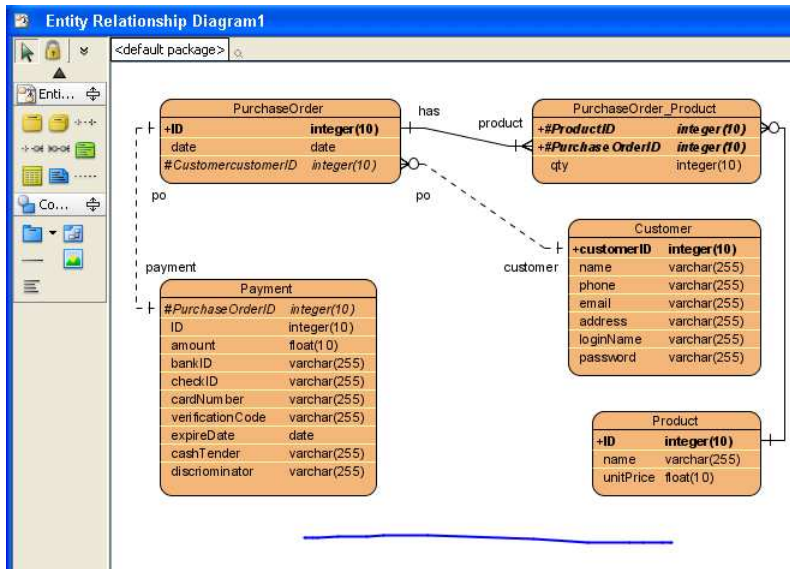 Entity Relationship Diagram1
<default package>
Enti...
Co...
PurchaseOrder
+ID integer(10)
date date
#CustomercustomerID integer(10)
has
product
PurchaseOrder_Product
+#ProductID integer(10)
+#PurchaseOrderID integer(10)
qty integer(10)
po
po
Customer
+customerID integer(10)
name varchar(255)
phone varchar(255)
email varchar(255)
address varchar(255)
loginName varchar(255)
password varchar(255)
customer
payment
Payment
#PurchaseOrderID integer(10)
ID integer(10)
amount float(10)
bankID varchar(255)
checkID varchar(255)
cardNumber varchar(255)
verificationCode varchar(255)
expireDate date
cashTender varchar(255)
discriominator varchar(255)
Product
+ID integer(10)
name varchar(255)
unitPrice float(10)